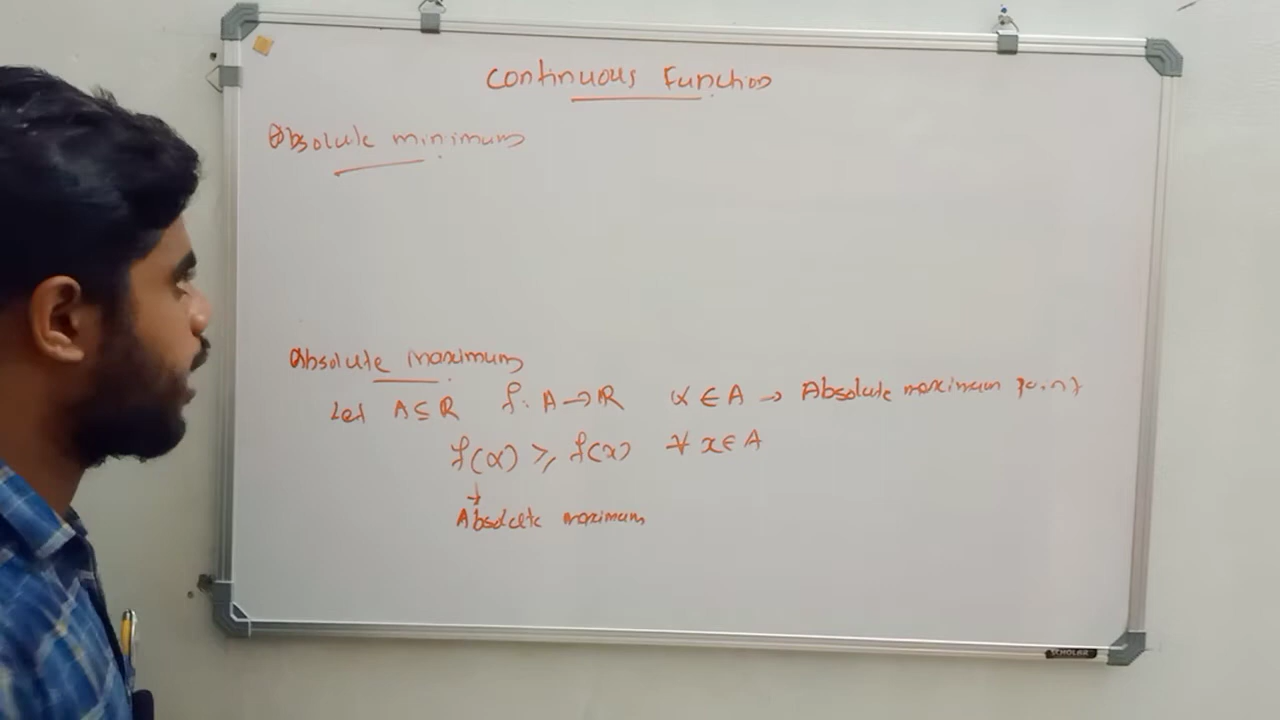 Continuous Function
Absolute minimum
Absolute maximum
Let A ⊆ ℝ f: A → ℝ α ∈ A → Absolute maximum point
f(α) ≥ f(x) ∀ x ∈ A
↓
Absolute maximum
SCHOLAR